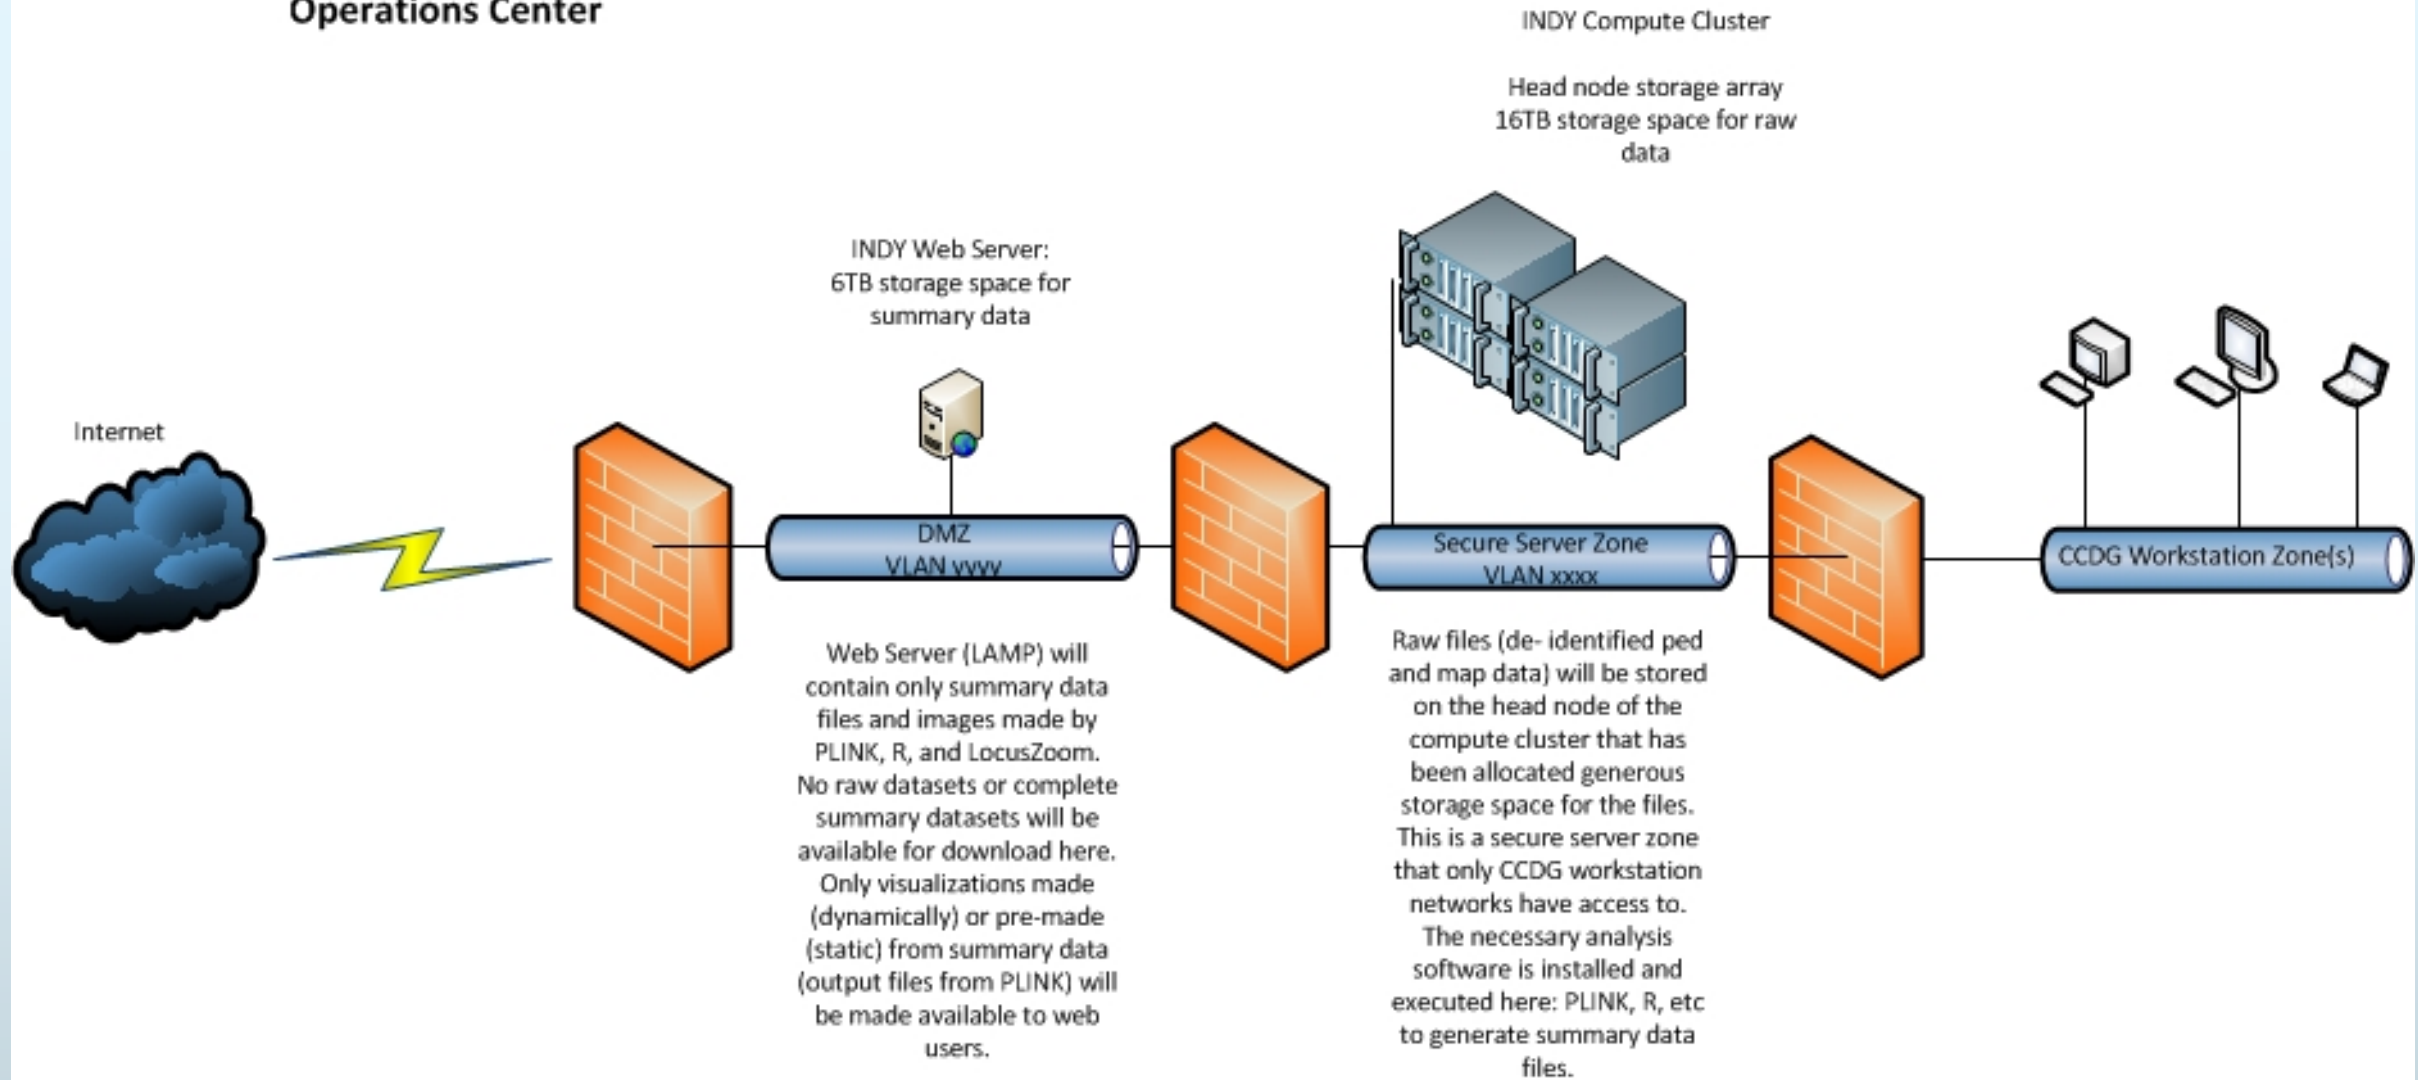 Operations Center
INDY Compute Cluster
Head node storage array
16TB storage space for raw
data
INDY Web Server:
6TB storage space for
summary data
Internet
DMZ
VLAN yyyy
Secure Server Zone
VLAN xxxx
CCDG Workstation Zone(s)
Web Server (LAMP) will
contain only summary data
files and images made by
PLINK, R, and LocusZoom.
No raw datasets or complete
summary datasets will be
available for download here.
Only visualizations made
(dynamically) or pre-made
(static) from summary data
(output files from PLINK) will
be made available to web
users.
Raw files (de- identified ped
and map data) will be stored
on the head node of the
compute cluster that has
been allocated generous
storage space for the files.
This is a secure server zone
that only CCDG workstation
networks have access to.
The necessary analysis
software is installed and
executed here: PLINK, R, etc
to generate summary data
files.